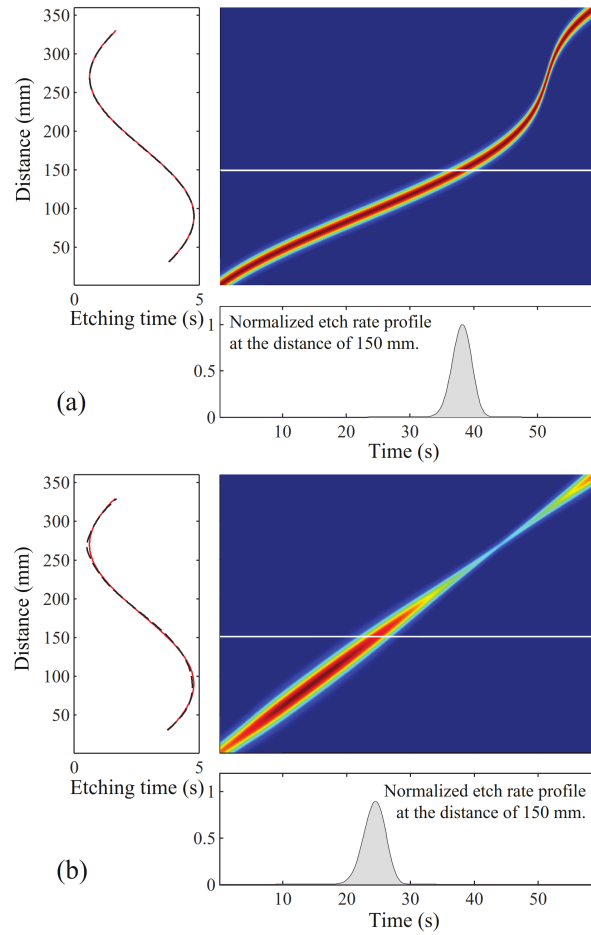 350
300
250
200
150
100
50
Distance (mm)
0 5
Etching time (s)
Normalized etch rate profile
at the distance of 150 mm.
1
0.5
0
10 20 30 40 50
Time (s)
(a)
350
300
250
200
150
100
50
Distance (mm)
0 5
Etching time (s)
Normalized etch rate profile
at the distance of 150 mm.
1
0.5
0
10 20 30 40 50
Time (s)
(b)